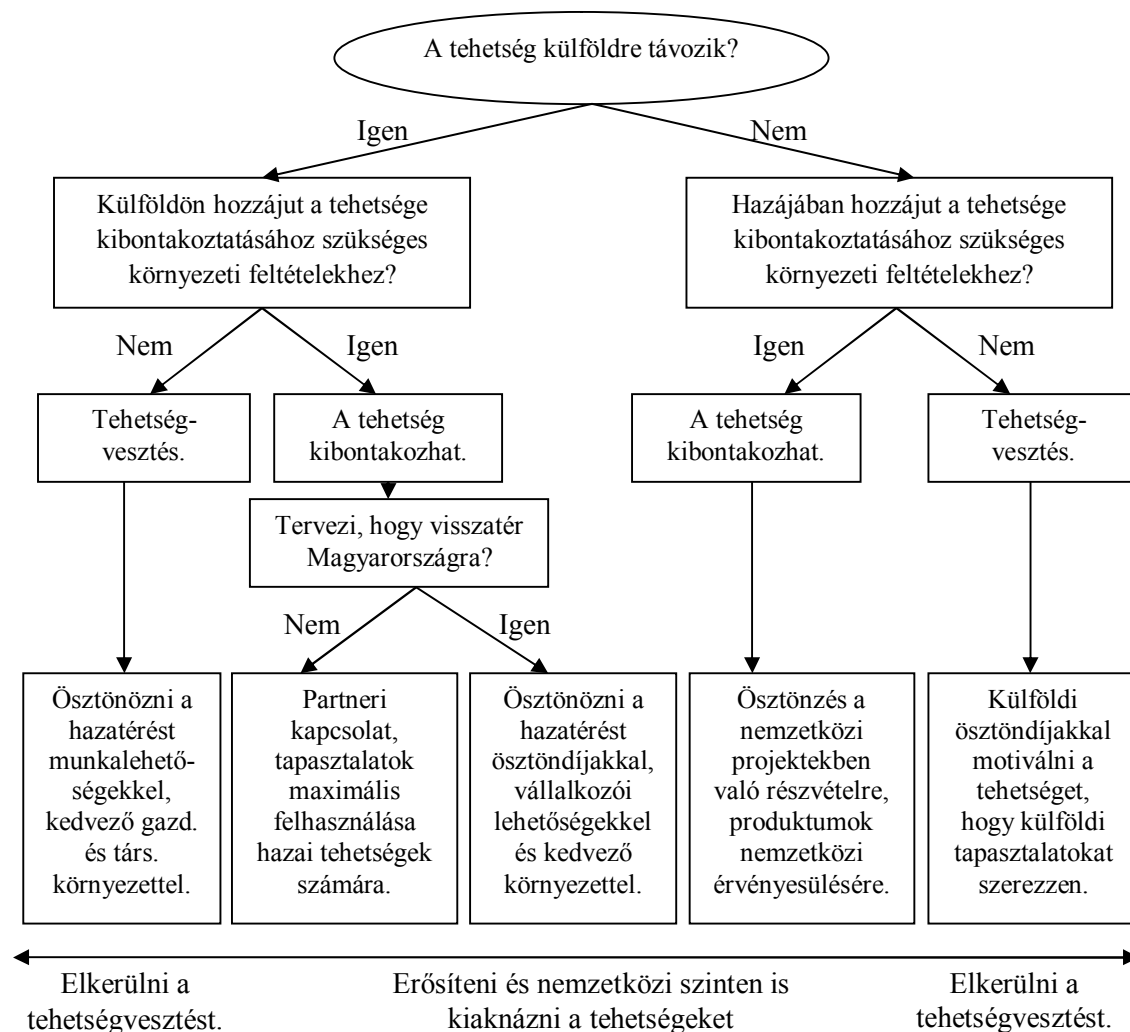 A tehetség külföldre távozik?
Igen
Nem
Külföldön hozzájut a tehetsége
kibontakoztatásához szükséges
környezeti feltételekhez?
Hazájában hozzájut a tehetsége
kibontakoztatásához szükséges
környezeti feltételekhez?
Nem
Igen
Igen
Nem
Tehetség-
vesztés.
A tehetség
kibontakozhat.
A tehetség
kibontakozhat.
Tehetség-
vesztés.
Tervezi, hogy visszatér
Magyarországra?
Nem
Igen
Ösztönözni a
hazatérést
munkalehető-
ségekkel,
kedvező gazd.
és társ.
környezettel.
Partneri
kapcsolat,
tapasztalatok
maximális
felhasználása
hazai tehetségek
számára.
Ösztönözni a
hazatérést
ösztöndíjakkal,
vállalkozói
lehetőségekkel
és kedvező
környezettel.
Ösztönzés a
nemzetközi
projektekben
való részvételre,
produktumok
nemzetközi
érvényesülésére.
Külföldi
ösztöndíjakkal
motiválni a
tehetséget,
hogy külföldi
tapasztalatokat
szerezzen.
Elkerülni a
tehetségvesztést.
Erősíteni és nemzetközi szinten is
kiaknázni a tehetségeket
Elkerülni a
tehetségvesztést.